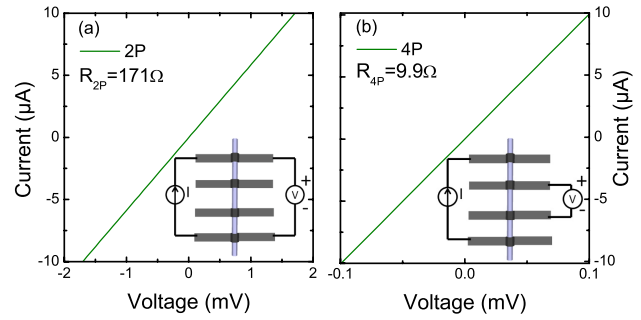 (a)
2P
R2P=171Ω
Current (μA)
10
5
0
-5
-10
-2
-1
0
1
2
Voltage (mV)
I
V
+
-
(b)
4P
R4P=9.9Ω
Current (μA)
10
5
0
-5
-10
-0.1
0.0
0.1
Voltage (mV)
I
V
+
-